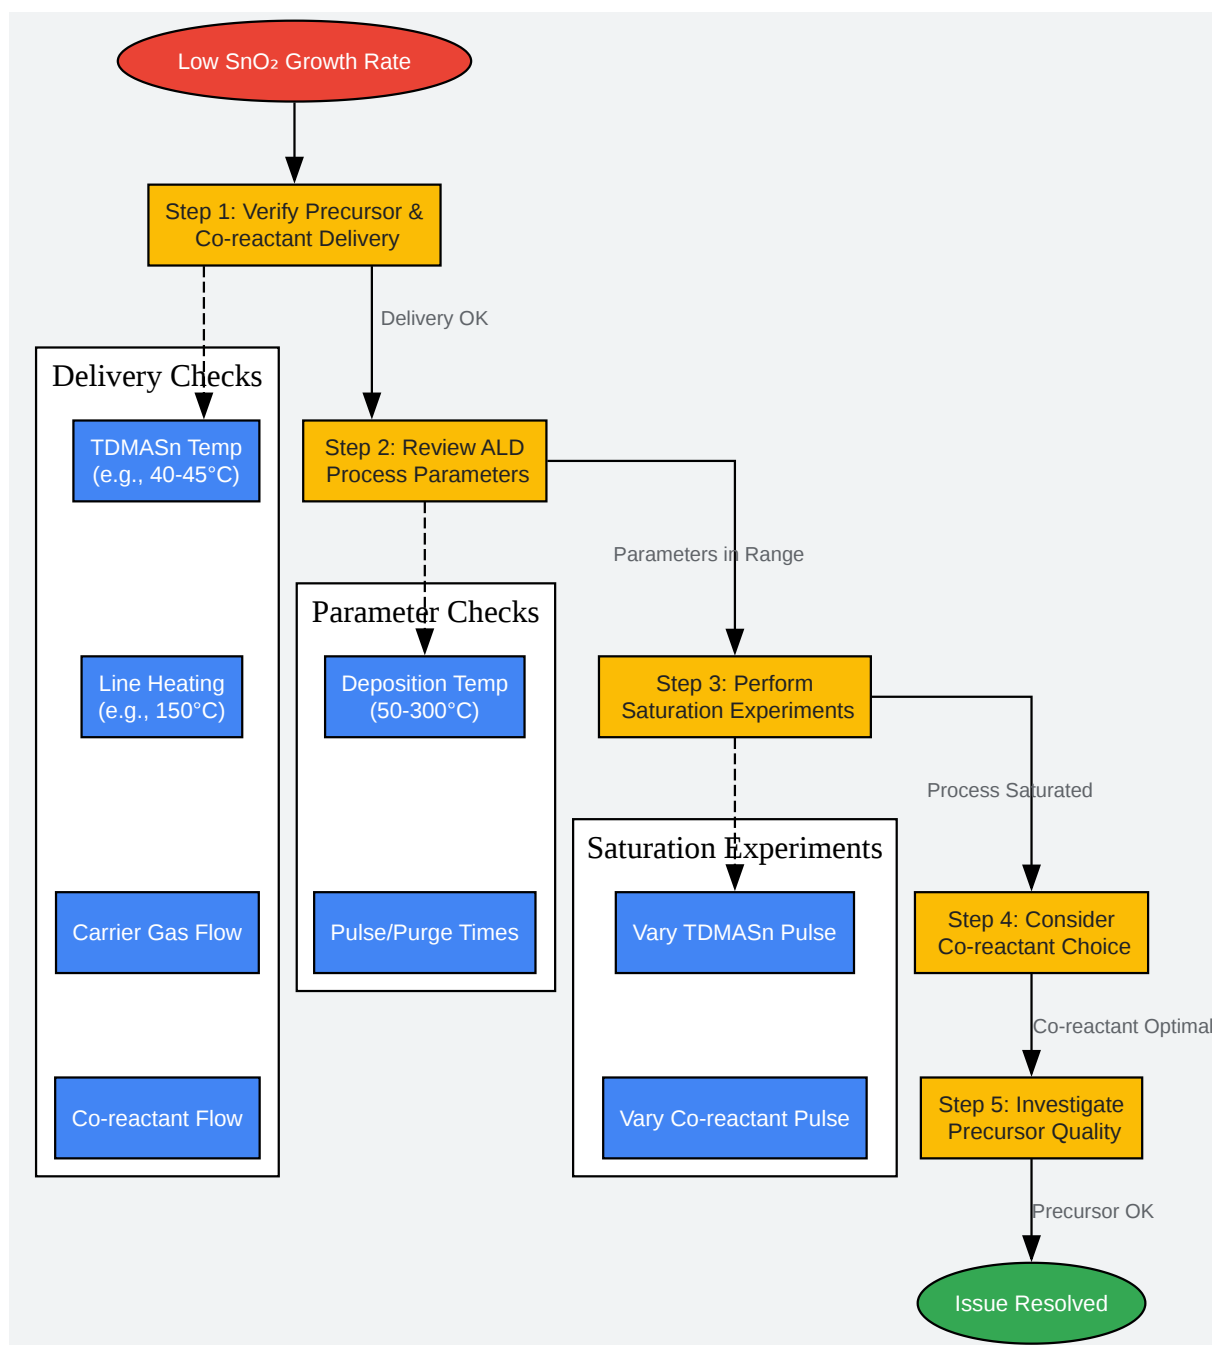 Low SnO₂ Growth Rate
Step 1: Verify Precursor &
Co-reactant Delivery
Delivery OK
Delivery Checks
TDMASn Temp
(e.g., 40-45°C)
Step 2: Review ALD
Process Parameters
Parameters in Range
Parameter Checks
Line Heating
(e.g., 150°C)
Deposition Temp
(50-300°C)
Step 3: Perform
Saturation Experiments
Process Saturated
Saturation Experiments
Carrier Gas Flow
Pulse/Purge Times
Vary TDMASn Pulse
Step 4: Consider
Co-reactant Choice
Co-reactant Optimal
Co-reactant Flow
Vary Co-reactant Pulse
Step 5: Investigate
Precursor Quality
Precursor OK
Issue Resolved